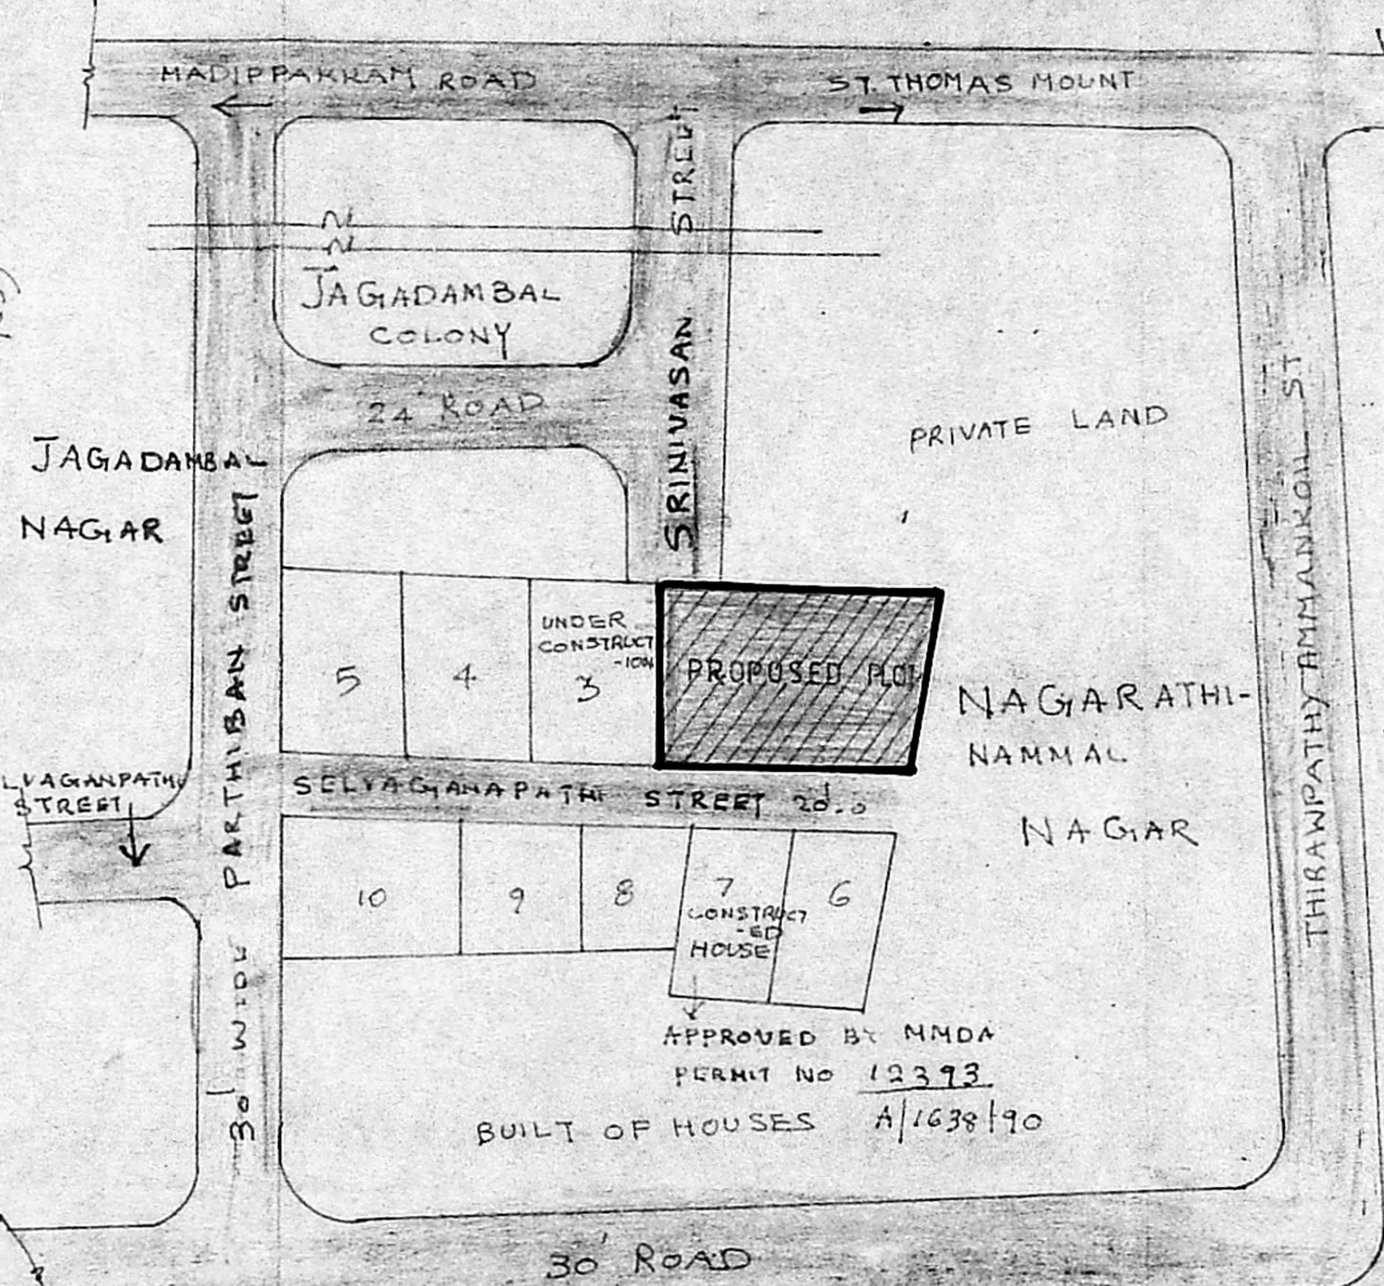 MADIPPAKKAM ROAD
ST. THOMAS MOUNT
SRINIVASAN STREET
JAGADAMBAL
COLONY
24' ROAD
PRIVATE LAND
JAGADAMBAL
NAGAR
30' WIDE PARTHIBAN STREET
THIRAWPATHY AMMANKOIL ST
UNDER
CONSTRUCT
-ION
5
4
3
PROPOSED PLOT
NAGARATHI-
NAMMAL
NAGAR
LVAGANPATHI
STREET
SELVAGANAPATHI STREET 20'.0
10
9
8
7
6
CONSTRUCT
-ED
HOUSE
APPROVED BY MMDA
PERMIT NO 12393
A/1638/90
BUILT OF HOUSES
30' ROAD